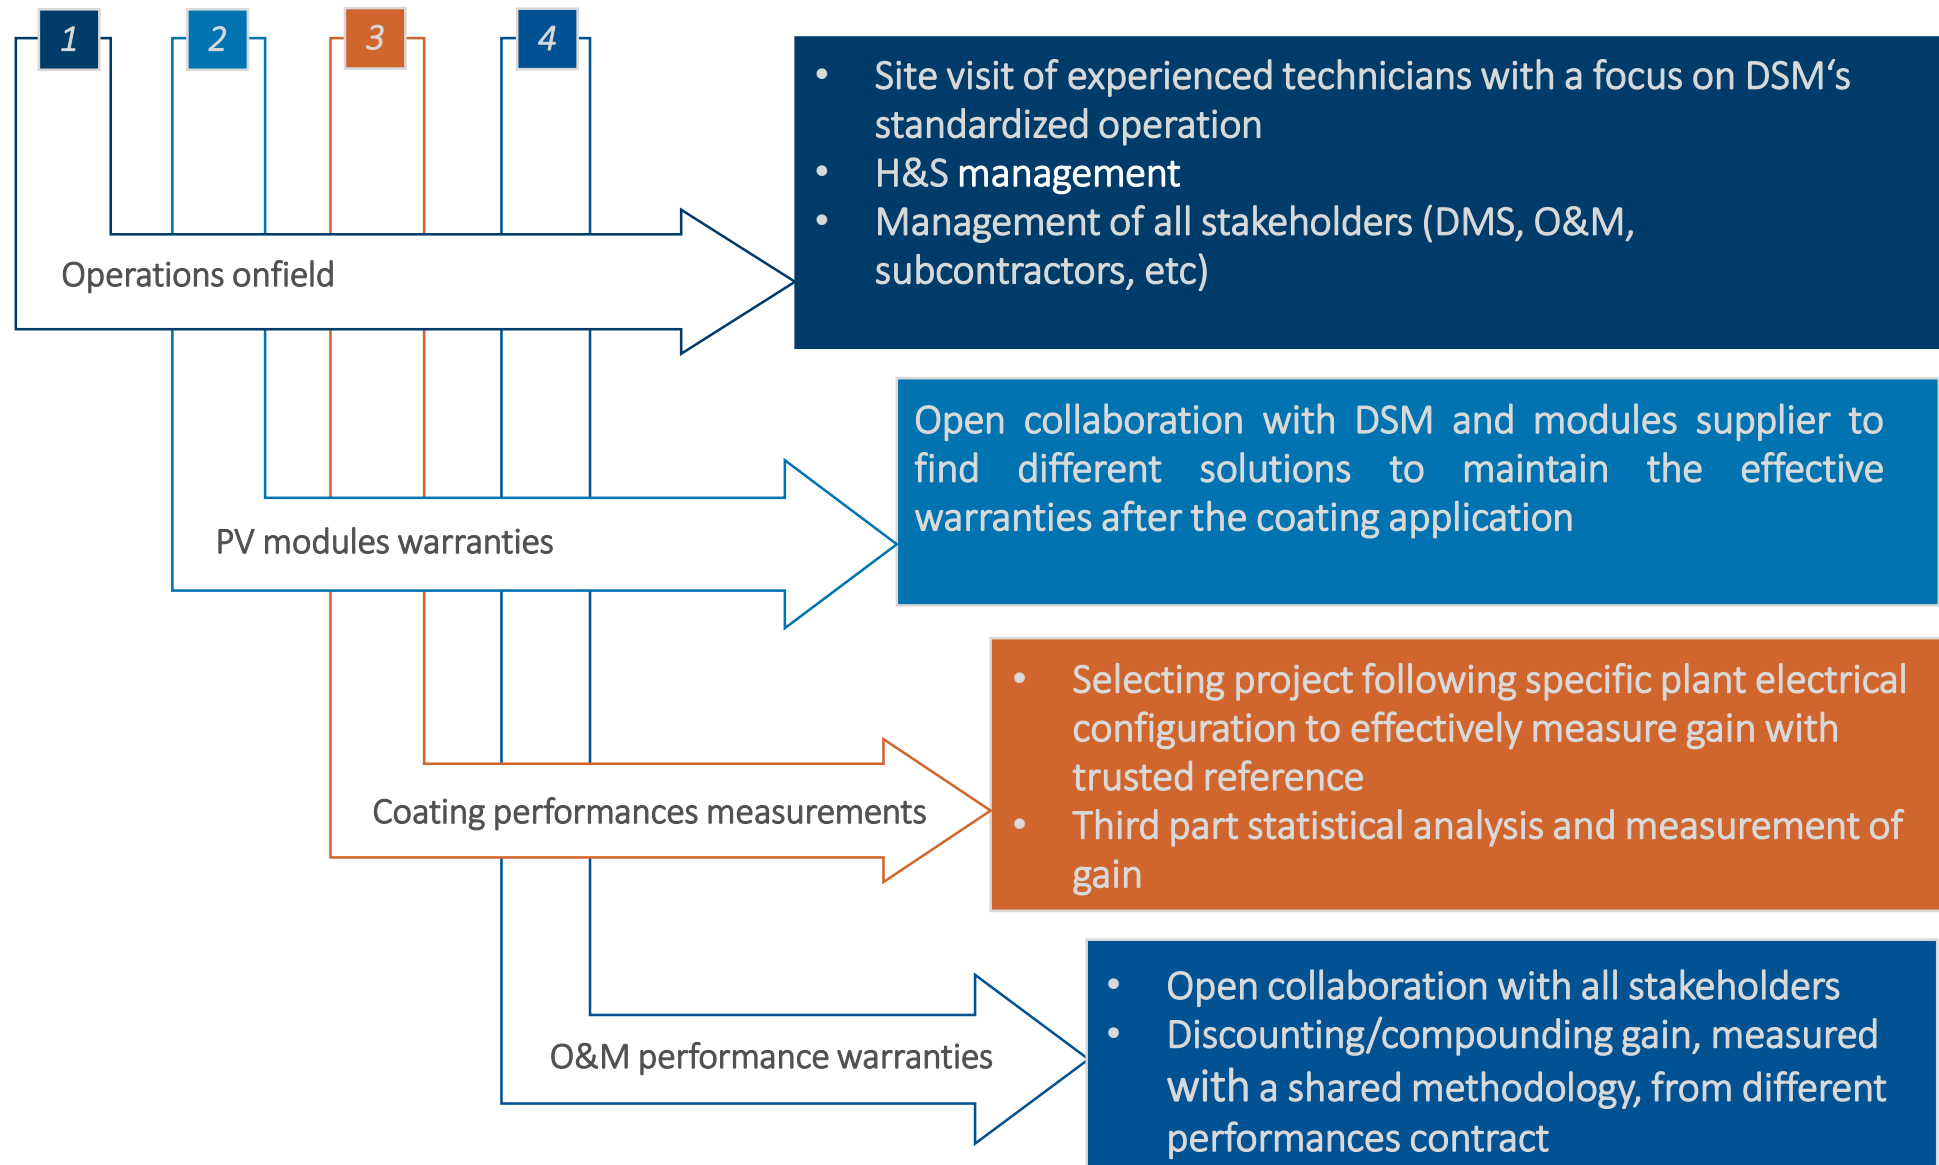 1
2
3
4
• Site visit of experienced technicians with a focus on DSM‘s
standardized operation
• H&S management
• Management of all stakeholders (DMS, O&M,
subcontractors, etc)
Operations onfield
Open collaboration with DSM and modules supplier to
find different solutions to maintain the effective
warranties after the coating application
PV modules warranties
• Selecting project following specific plant electrical
configuration to effectively measure gain with
trusted reference
• Third part statistical analysis and measurement of
gain
Coating performances measurements
• Open collaboration with all stakeholders
• Discounting/compounding gain, measured
with a shared methodology, from different
performances contract
O&M performance warranties